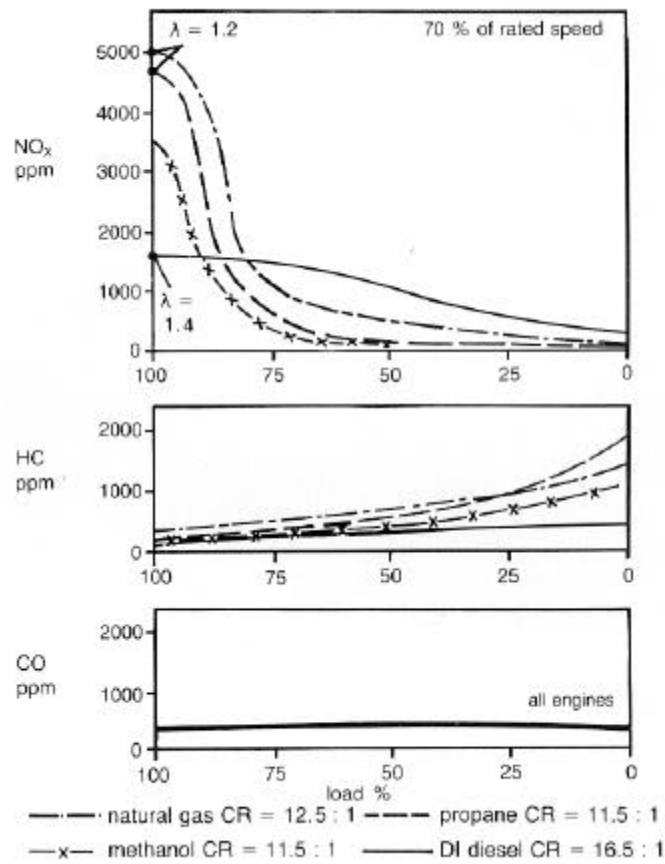 λ = 1.2
70 % of rated speed
5000
4000
NOx
ppm
3000
2000
1000
λ =
1.4
0
100 75 50 25 0
2000
HC
ppm
1000
0
100 75 50 25 0
2000
CO
ppm
1000
all engines
0
100 75 50 25 0
load %
natural gas CR = 12.5 : 1 propane CR = 11.5 : 1
x methanol CR = 11.5 : 1 DI diesel CR = 16.5 : 1